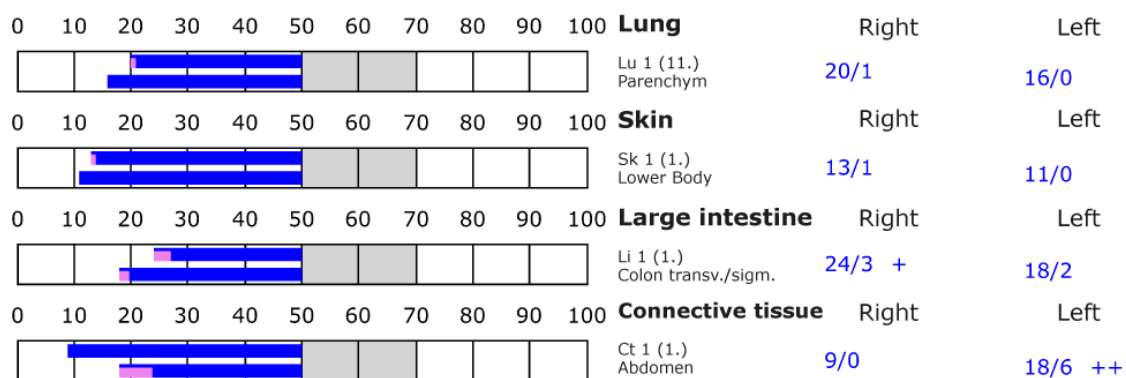 0 10 20 30 40 50 60 70 80 90 100 Lung Right Left
Lu 1 (11.) 20/1 16/0
Parenchym
0 10 20 30 40 50 60 70 80 90 100 Skin Right Left
Sk 1 (1.) 13/1 11/0
Lower Body
0 10 20 30 40 50 60 70 80 90 100 Large intestine Right Left
Li 1 (1.) 24/3 + 18/2
Colon transv./sigm.
0 10 20 30 40 50 60 70 80 90 100 Connective tissue Right Left
Ct 1 (1.) 9/0 18/6 ++
Abdomen